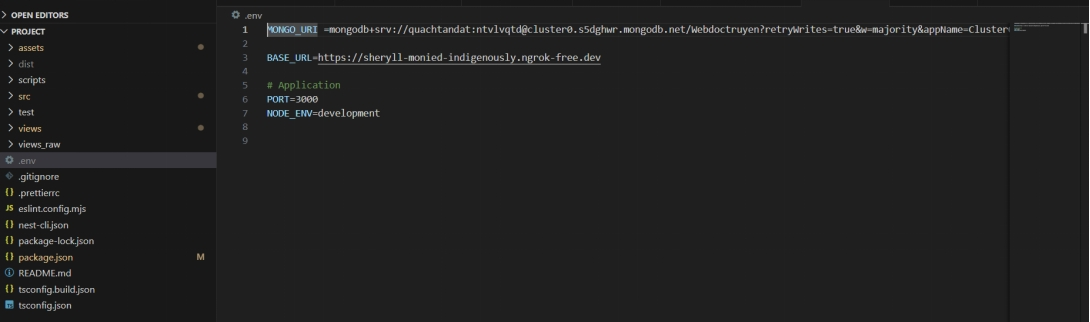 OPEN EDITORS
PROJECT
assets
dist
scripts
src
test
views
views_raw
.env
.gitignore
.prettierrc
JS eslint.config.mjs
nest-cli.json
package-lock.json
package.json M
README.md
tsconfig.build.json
TS tsconfig.json
.env
1 MONGO_URI =mongodb+srv://quachtandat:ntvlvqtd@cluster0.s5dghwr.mongodb.net/Webdoctruyen?retryWrites=true&w=majority&appName=Cluster
2
3 BASE_URL=https://sheryll-monied-indigenously.ngrok-free.dev
4
5 # Application
6 PORT=3000
7 NODE_ENV=development
8
9